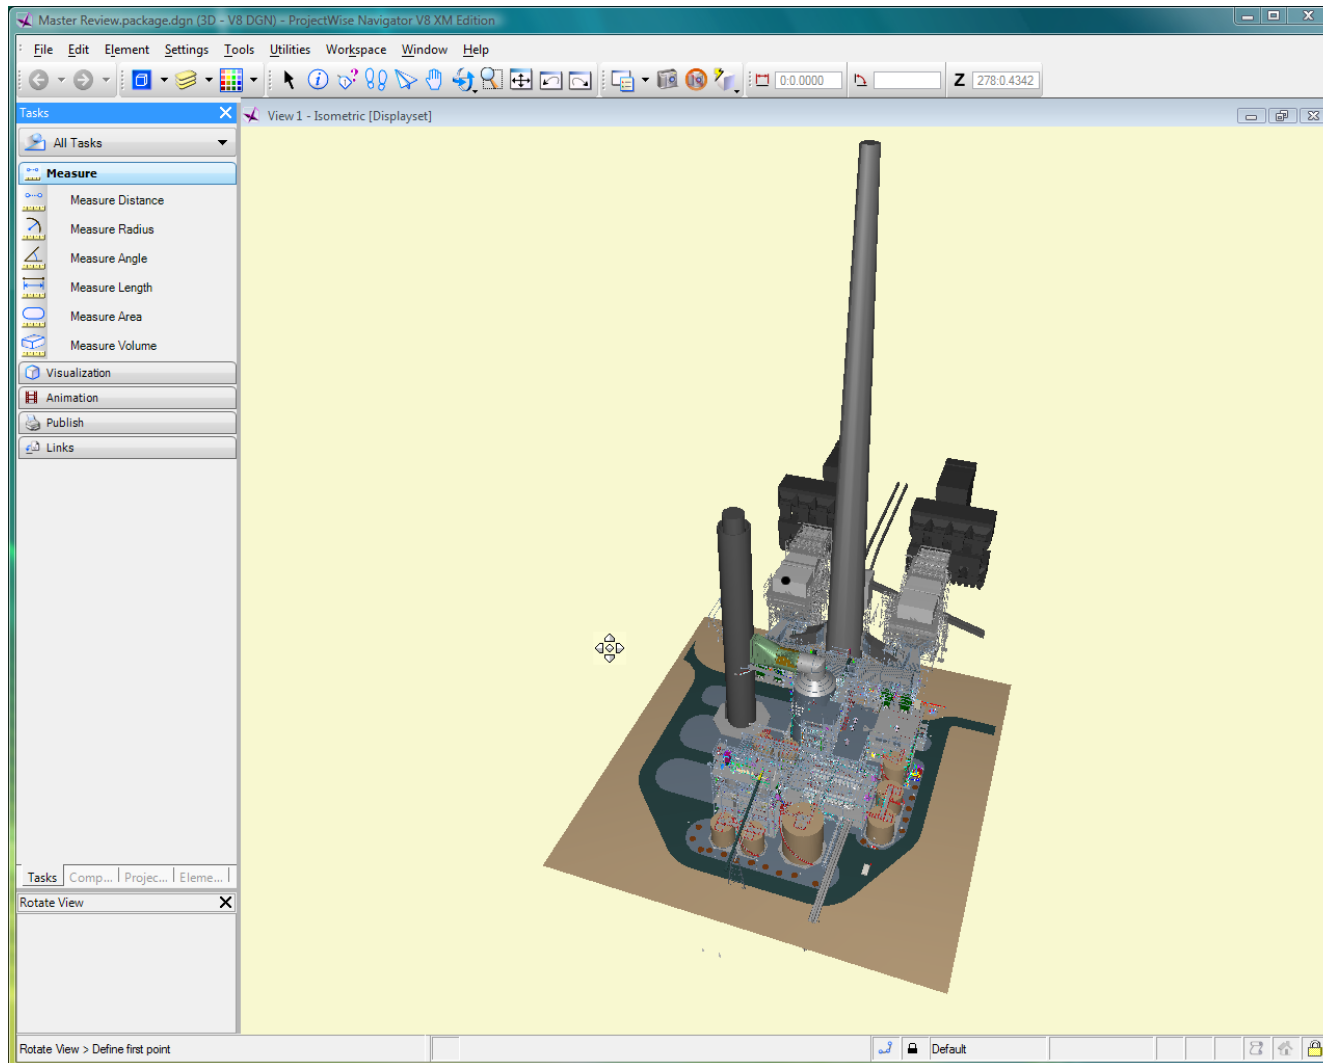 Master Review.package.dgn (3D - V8 DGN) - ProjectWise Navigator V8 XM Edition
File Edit Element Settings Tools Utilities Workspace Window Help
0:0.0000 Z 278:0.4342
Tasks
View 1 - Isometric [Displayset]
All Tasks
Measure
Measure Distance
Measure Radius
Measure Angle
Measure Length
Measure Area
Measure Volume
Visualization
Animation
Publish
Links
Tasks Comp... Projec... Eleme...
Rotate View
Rotate View > Define first point
Default